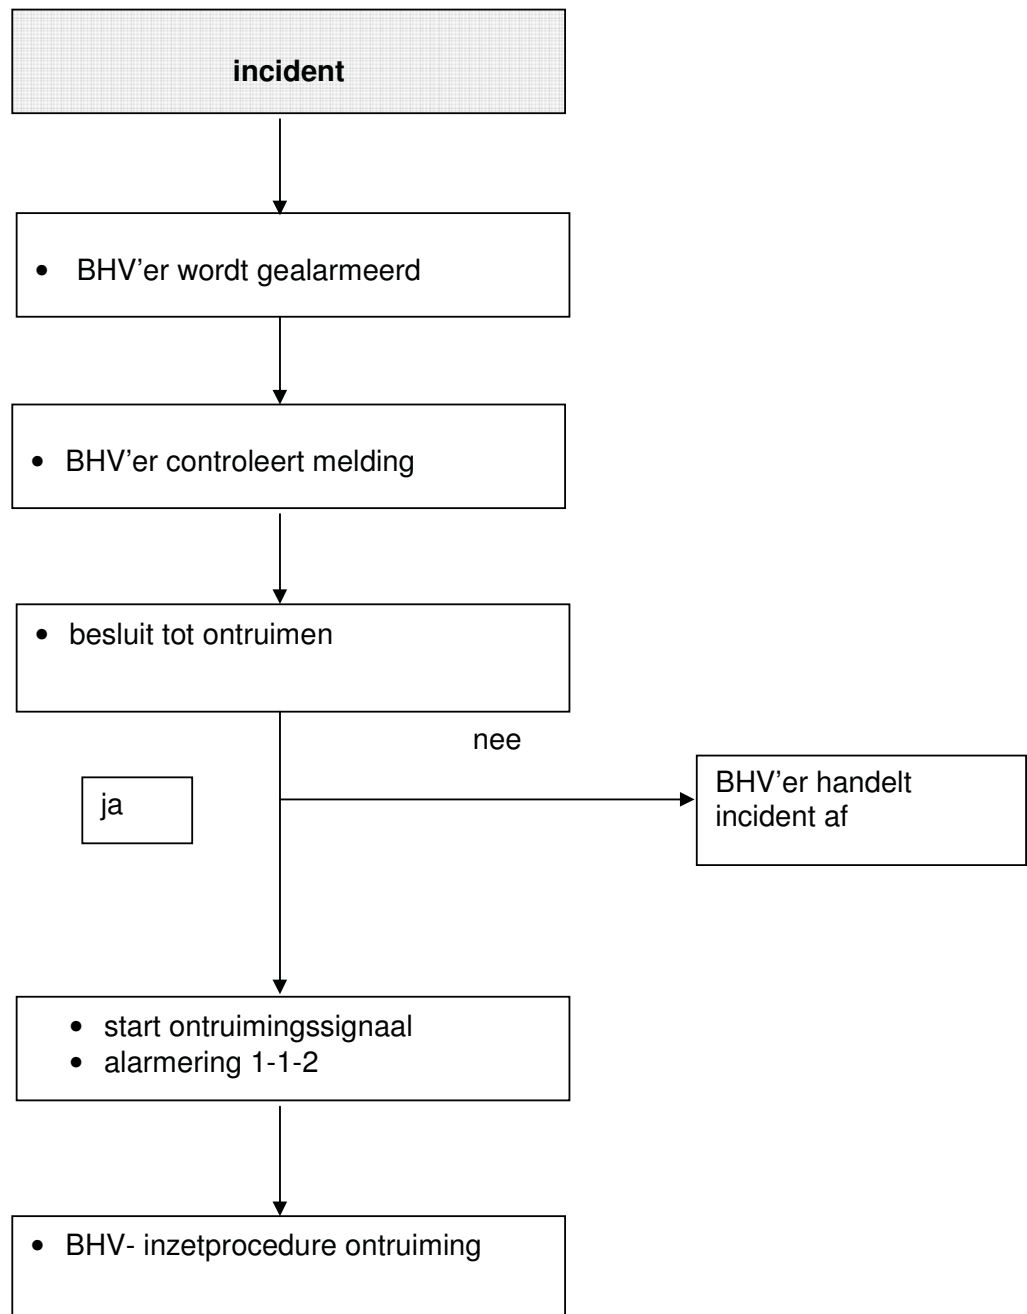 incident
• BHV’er wordt gealarmeerd
• BHV’er controleert melding
• besluit tot ontruimen
nee
ja
BHV’er handelt
incident af
• start ontruimingssignaal
• alarmering 1-1-2
• BHV- inzetprocedure ontruiming